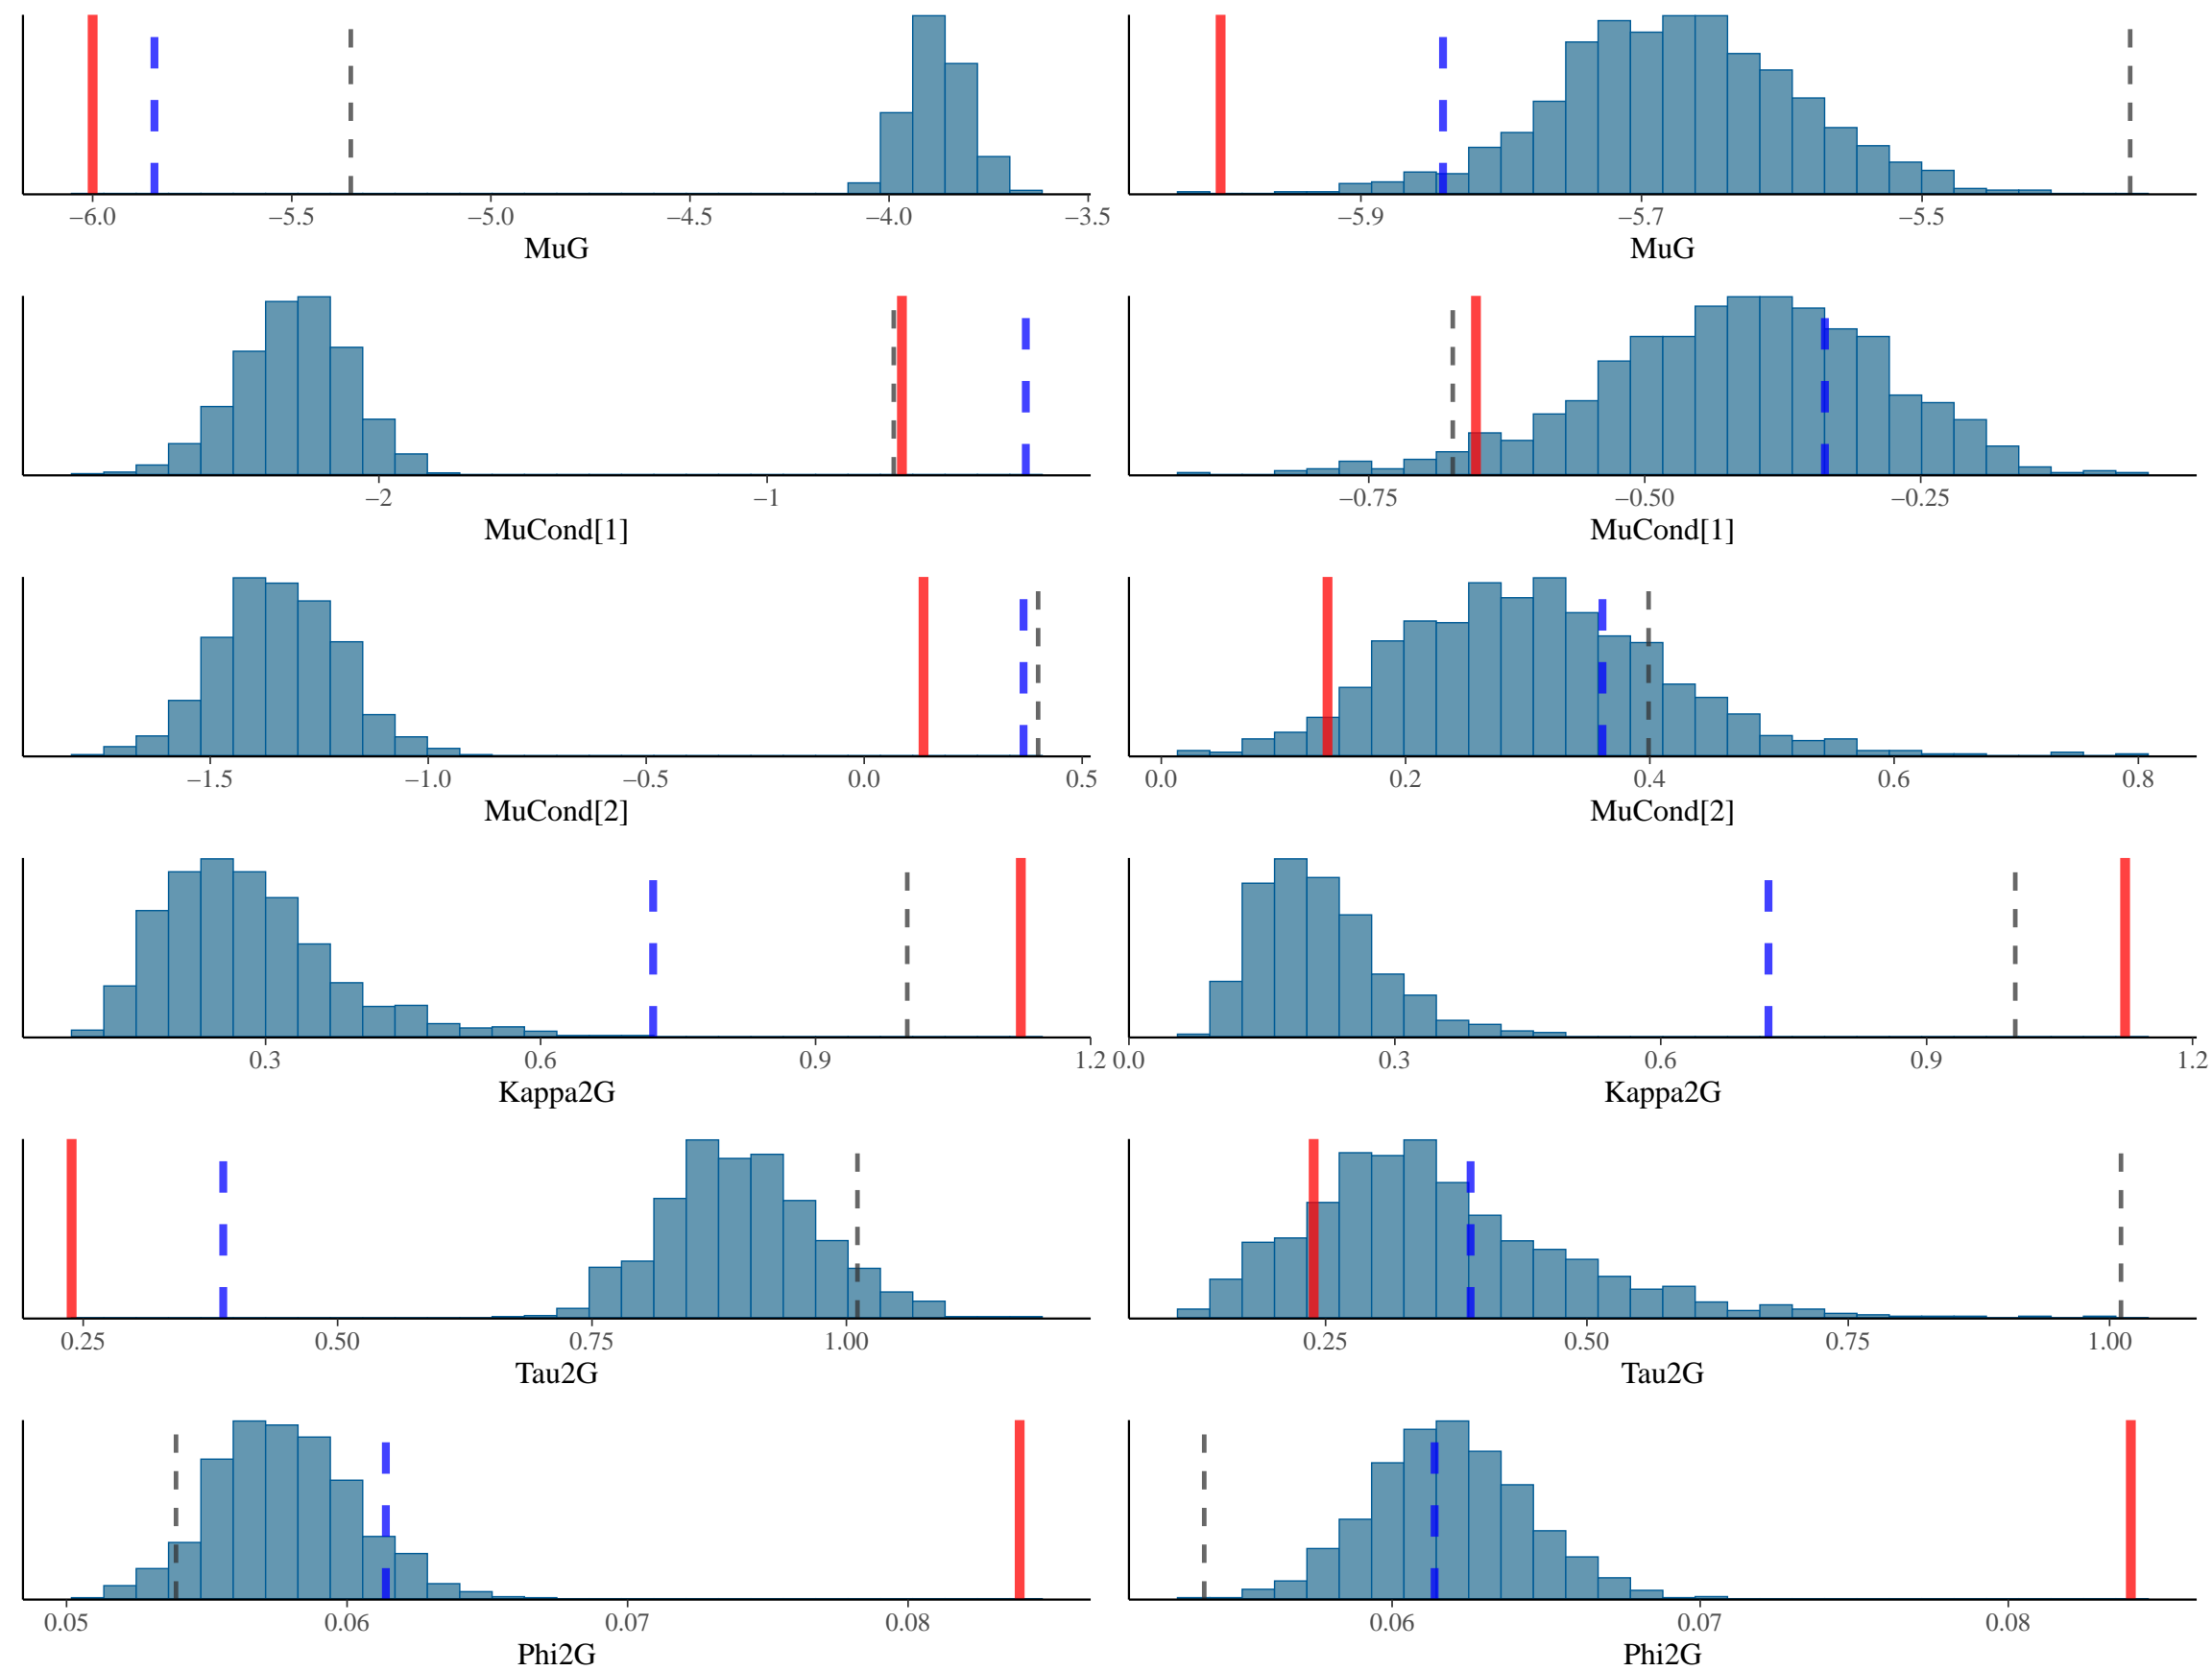 −6.0 −5.5 −5.0 −4.5 −4.0 −3.5
MuG
−5.9 −5.7 −5.5
MuG
−2 −1
MuCond[1]
−0.75 −0.50 −0.25
MuCond[1]
−1.5 −1.0 −0.5 0.0 0.5
MuCond[2]
0.0 0.2 0.4 0.6 0.8
MuCond[2]
0.3 0.6 0.9 1.2
Kappa2G
0.0 0.3 0.6 0.9 1.2
Kappa2G
0.25 0.50 0.75 1.00
Tau2G
0.25 0.50 0.75 1.00
Tau2G
0.05 0.06 0.07 0.08
Phi2G
0.06 0.07 0.08
Phi2G